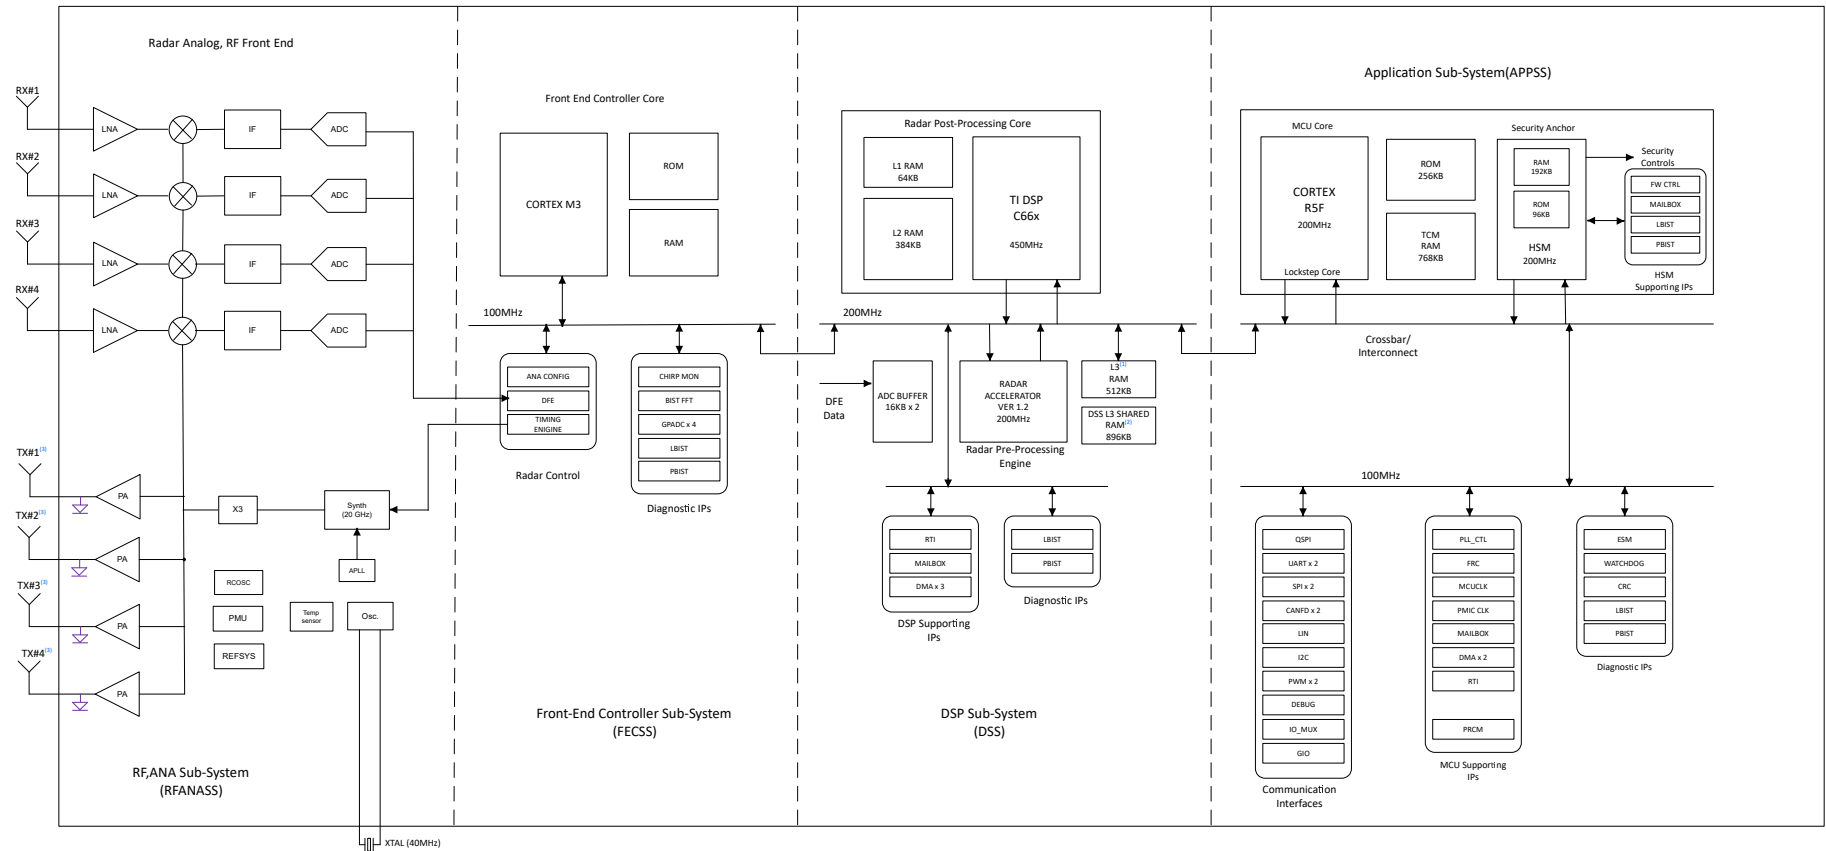 Radar Analog, RF Front End
RX#1
LNA
IF
ADC
RX#2
LNA
IF
ADC
RX#3
LNA
IF
ADC
RX#4
LNA
IF
ADC
TX#1(3)
PA
TX#2(3)
PA
TX#3(3)
PA
TX#4(3)
PA
X3
Synth
(20 GHz)
APLL
RCOSC
PMU
REFSYS
Temp
sensor
Osc.
XTAL (40MHz)
RF,ANA Sub-System
(RFANASS)
Front End Controller Core
CORTEX M3
ROM
RAM
100MHz
ANA CONFIG
DFE
TIMING
ENIGINE
Radar Control
CHIRP MON
BIST FFT
GPADC x 4
LBIST
PBIST
Diagnostic IPs
Front-End Controller Sub-System
(FECSS)
Radar Post-Processing Core
L1 RAM
64KB
L2 RAM
384KB
TI DSP
C66x
450MHz
200MHz
DFE
Data
ADC BUFFER
16KB x 2
RADAR
ACCELERATOR
VER 1.2
200MHz
Radar Pre-Processing
Engine
L3(1)
RAM
512KB
DSS L3 SHARED
RAM(2)
896KB
RTI
MAILBOX
DMA x 3
DSP Supporting
IPs
LBIST
PBIST
Diagnostic IPs
DSP Sub-System
(DSS)
Application Sub-System(APPSS)
MCU Core
CORTEX
R5F
200MHz
Lockstep Core
ROM
256KB
TCM
RAM
768KB
Security Anchor
RAM
192KB
ROM
96KB
HSM
200MHz
Security
Controls
FW CTRL
MAILBOX
LBIST
PBIST
HSM
Supporting IPs
Crossbar/
Interconnect
100MHz
QSPI
UART x 2
SPI x 2
CANFD x 2
LIN
I2C
PWM x 2
DEBUG
IO_MUX
GIO
Communication
Interfaces
PLL_CTL
FRC
MCUCLK
PMIC CLK
MAILBOX
DMA x 2
RTI
PRCM
MCU Supporting
IPs
ESM
WATCHDOG
CRC
LBIST
PBIST
Diagnostic IPs